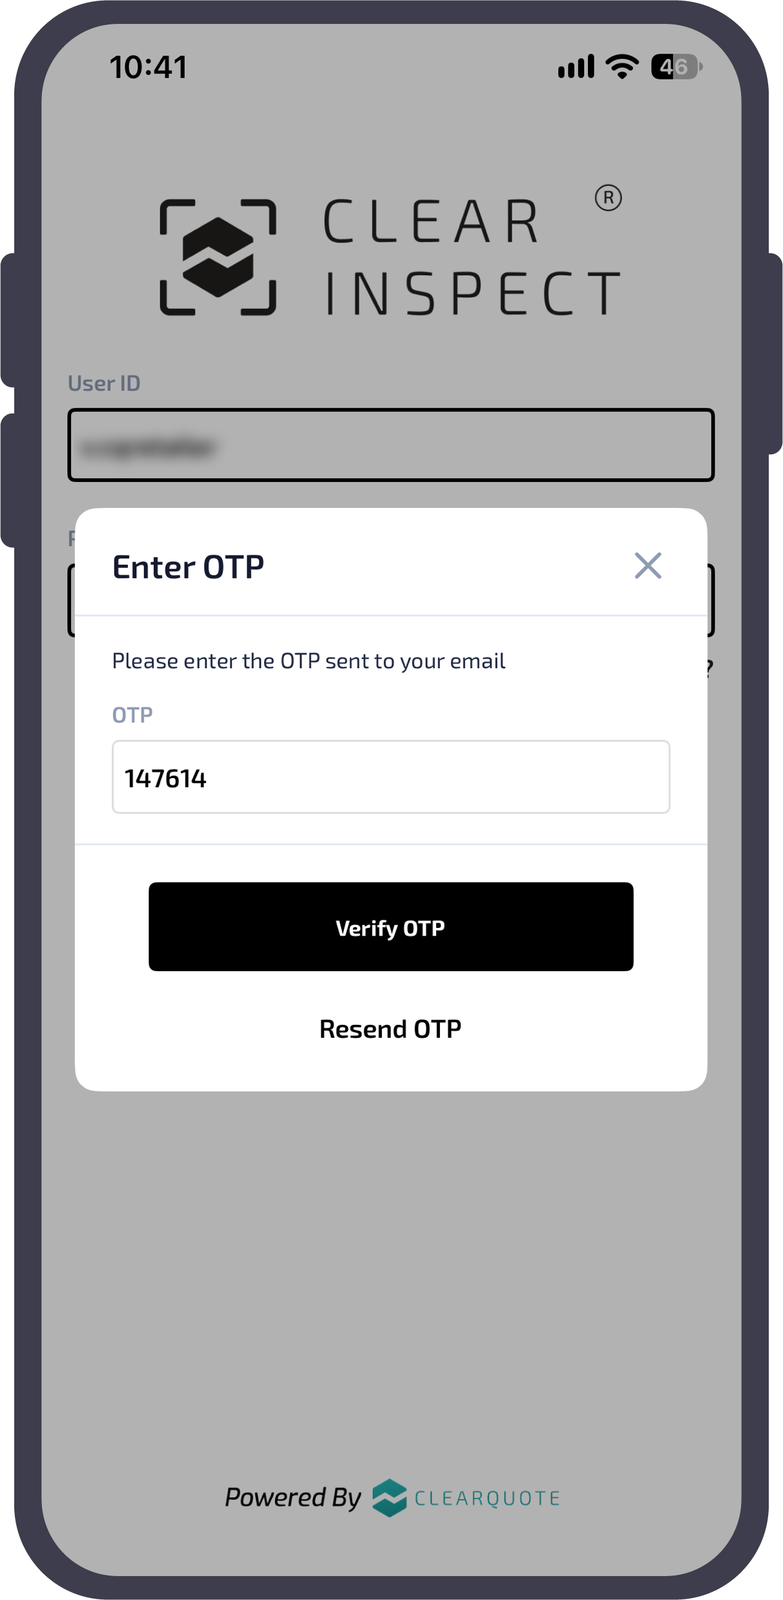 10:41
46
CLEAR ®
INSPECT
User ID
Enter OTP
?
Please enter the OTP sent to your email
OTP
147614
Verify OTP
Resend OTP
Powered By CLEARQUOTE